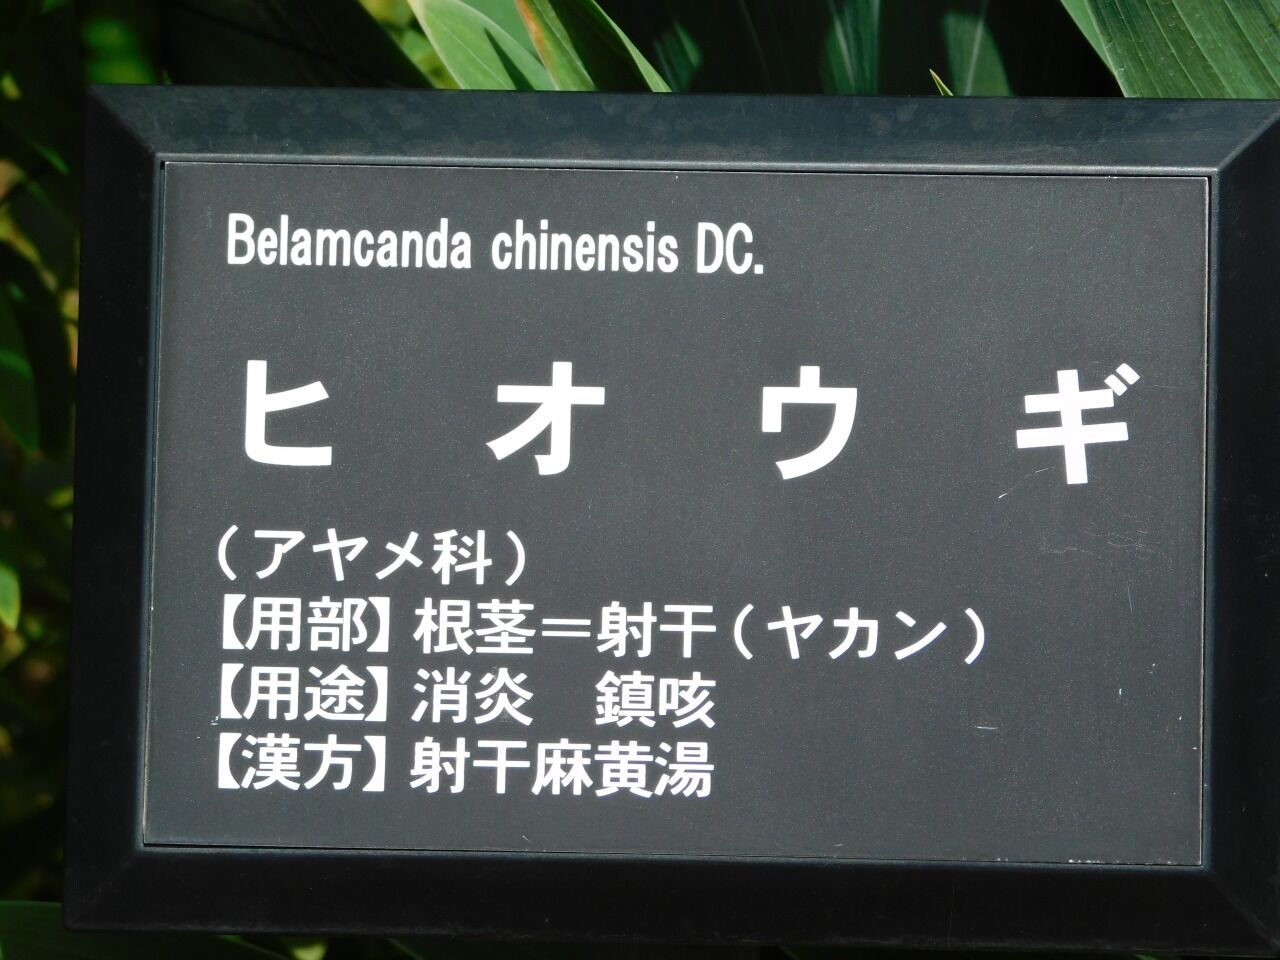 Belamcanda chinensis DC.
ヒオウギ
（アヤメ科）
【用部】根茎＝射干（ヤカン）
【用途】消炎　鎮咳
【漢方】射干麻黄湯